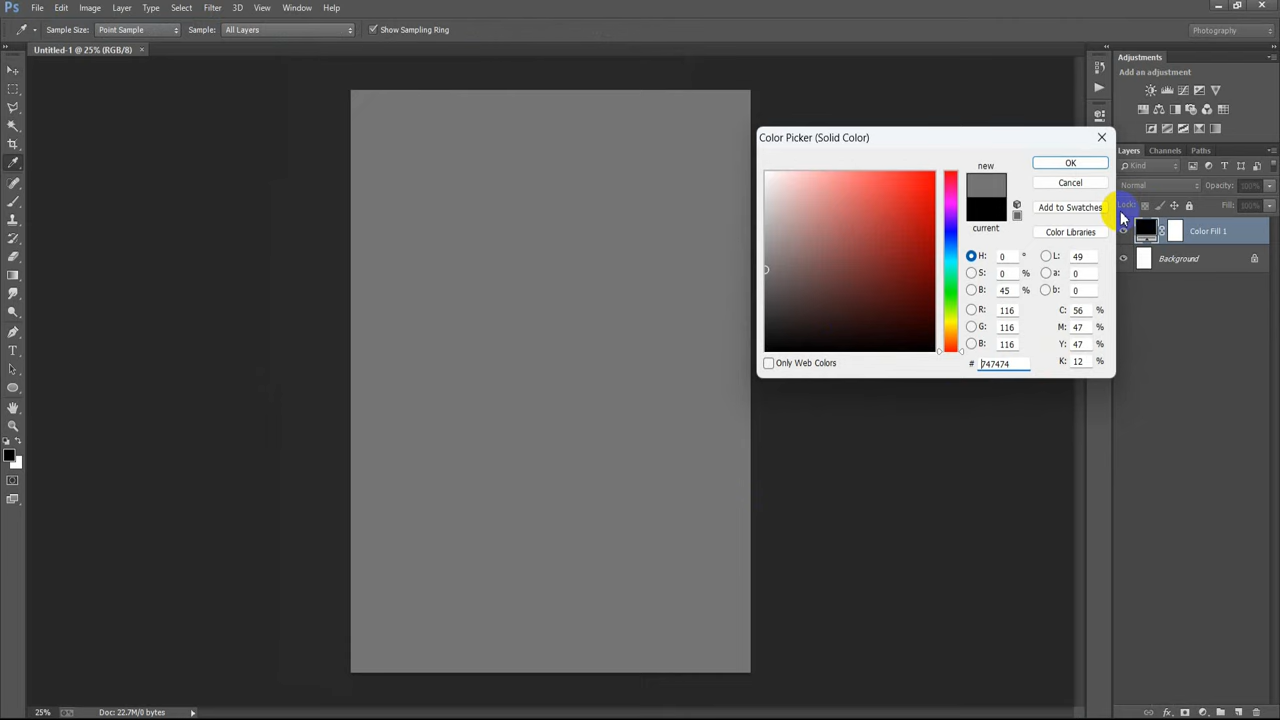 Ps File Edit Image Layer Type Select Filter 3D View Window Help
Sample Size: Point Sample Sample: All Layers Show Sampling Ring Photography
Untitled-1 @ 25% (RGB/8) ×
Adjustments
Add an adjustment
Layers Channels Paths
Kind
Normal Opacity: 100%
Lock: Fill: 100%
Color Fill 1
Background
Color Picker (Solid Color)
new
current
OK
Cancel
Add to Swatches
Color Libraries
H: 0 ° L: 49
S: 0 % a: 0
B: 45 % b: 0
R: 116 C: 56 %
G: 116 M: 47 %
B: 116 Y: 47 %
# 747474 K: 12 %
Only Web Colors
25% Doc: 22.7M/0 bytes